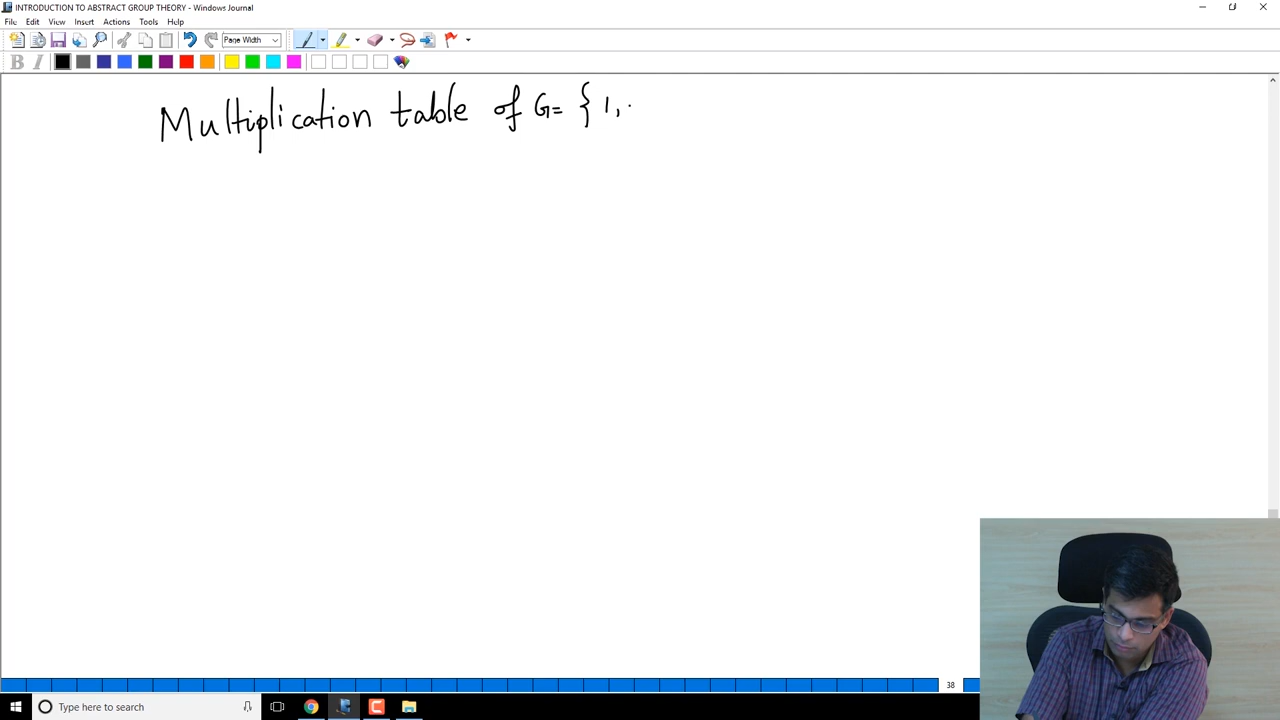 INTRODUCTION TO ABSTRACT GROUP THEORY - Windows Journal
File Edit View Insert Actions Tools Help
Page Width
B I
Multiplication table of G = { 1,
38
Type here to search